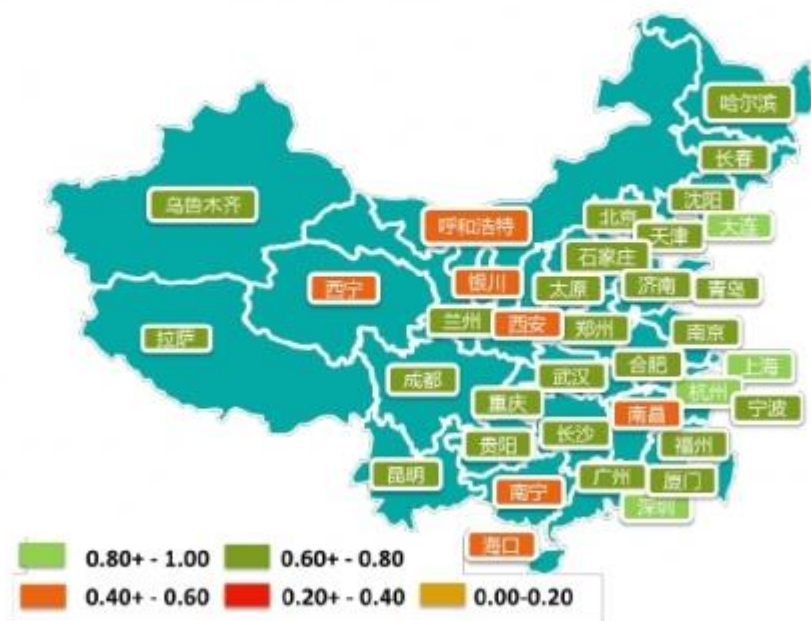 哈尔滨
长春
沈阳
乌鲁木齐
北京
大连
呼和浩特
天津
石家庄
西宁
银川
太原
济南
青岛
兰州
西安
郑州
南京
拉萨
合肥
上海
成都
武汉
杭州
重庆
南昌
宁波
长沙
贵阳
福州
昆明
广州
厦门
南宁
深圳
海口
0.80+ - 1.00
0.60+ - 0.80
0.40+ - 0.60
0.20+ - 0.40
0.00-0.20